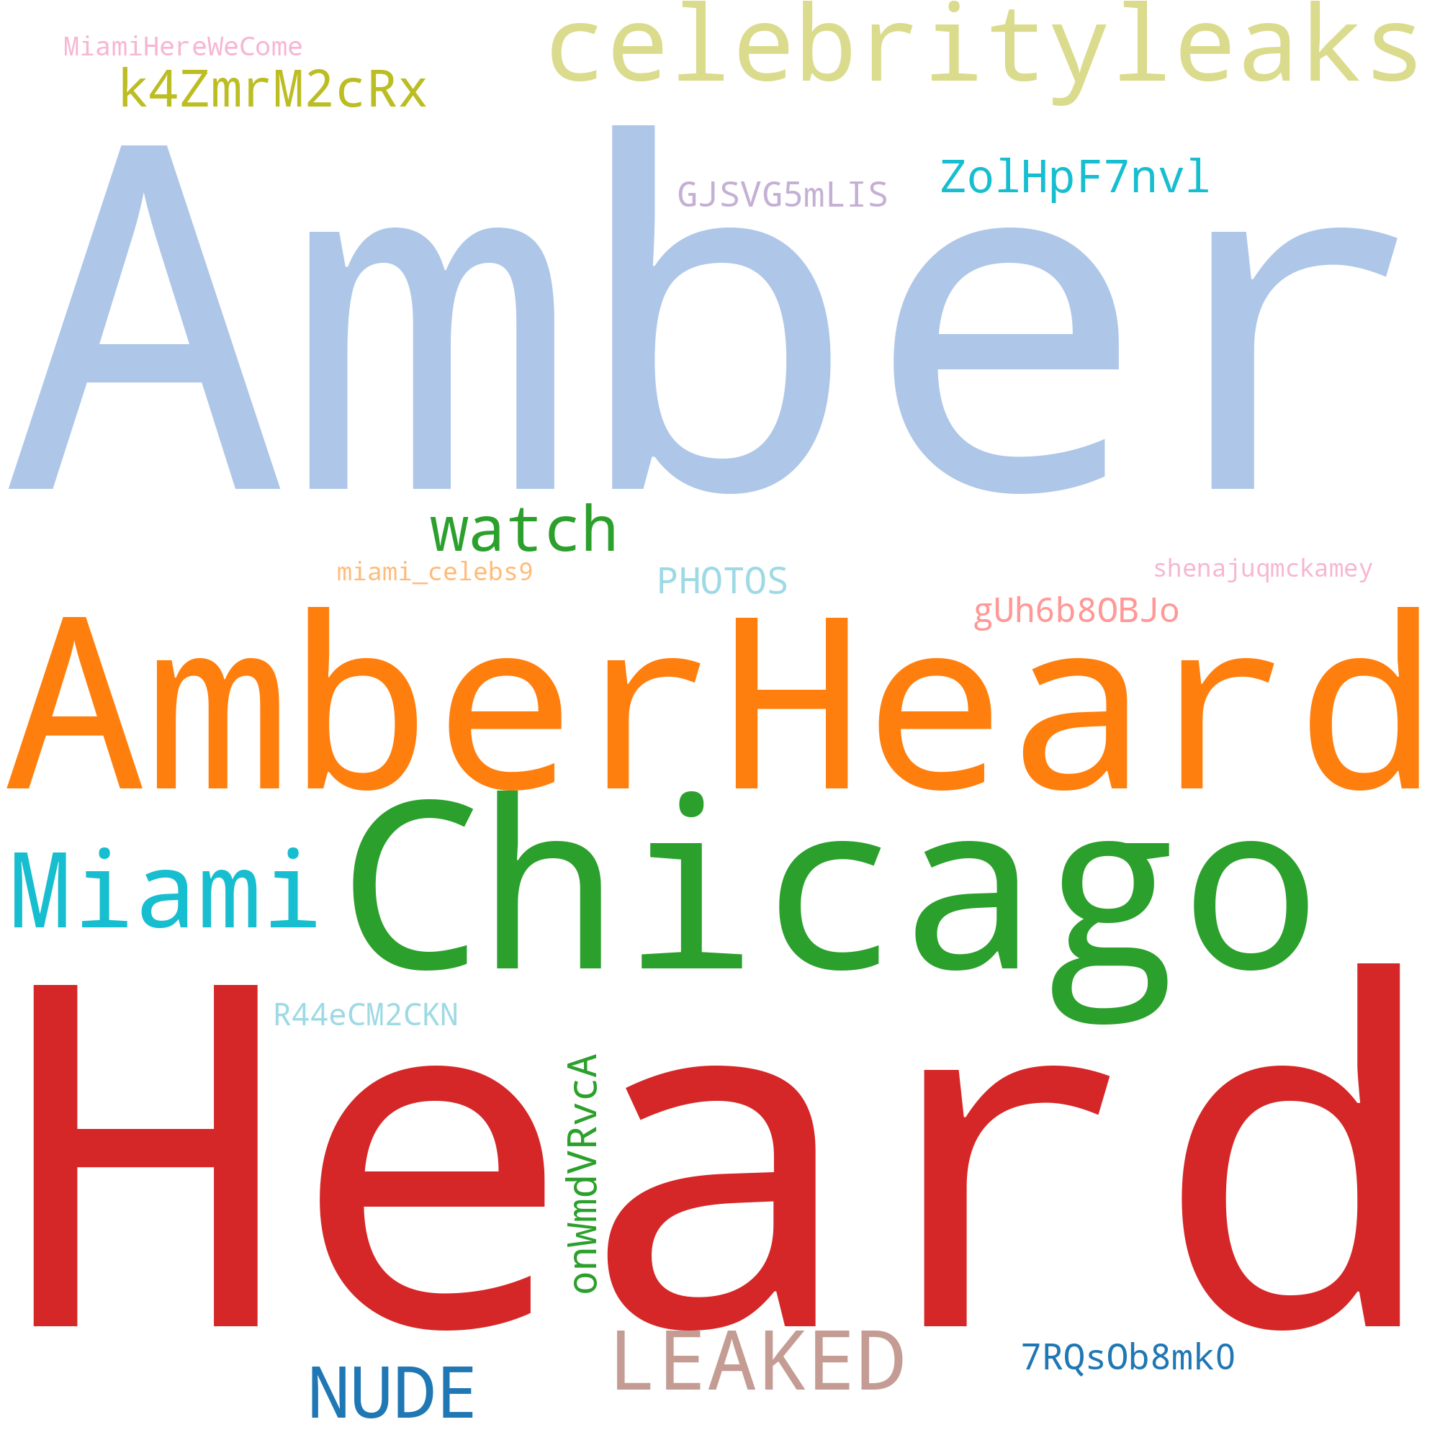 MiamiHereWeCome
celebrityleaks
k4ZmrM2cRx
GJSVG5mLIS
ZolHpF7nvl
Amber
watch
miami_celebs9
PHOTOS
shenajuqmckamey
gUh6b8OBJo
AmberHeard
Miami
Chicago
R44eCM2CKN
Heard
onWmdVRvcA
LEAKED
7RQsOb8mk0
NUDE